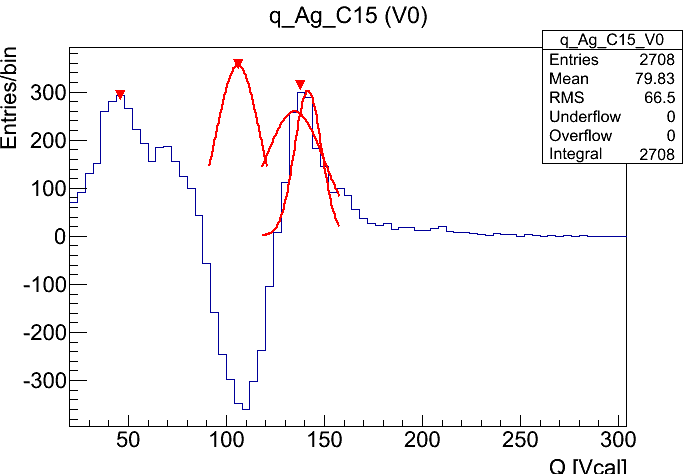 q_Ag_C15 (V0)
q_Ag_C15_V0
Entries 2708
Mean 79.83
RMS 66.5
Underflow 0
Overflow 0
Integral 2708
Entries/bin
300
200
100
0
-100
-200
-300
50 100 150 200 250 300
Q [Vcal]